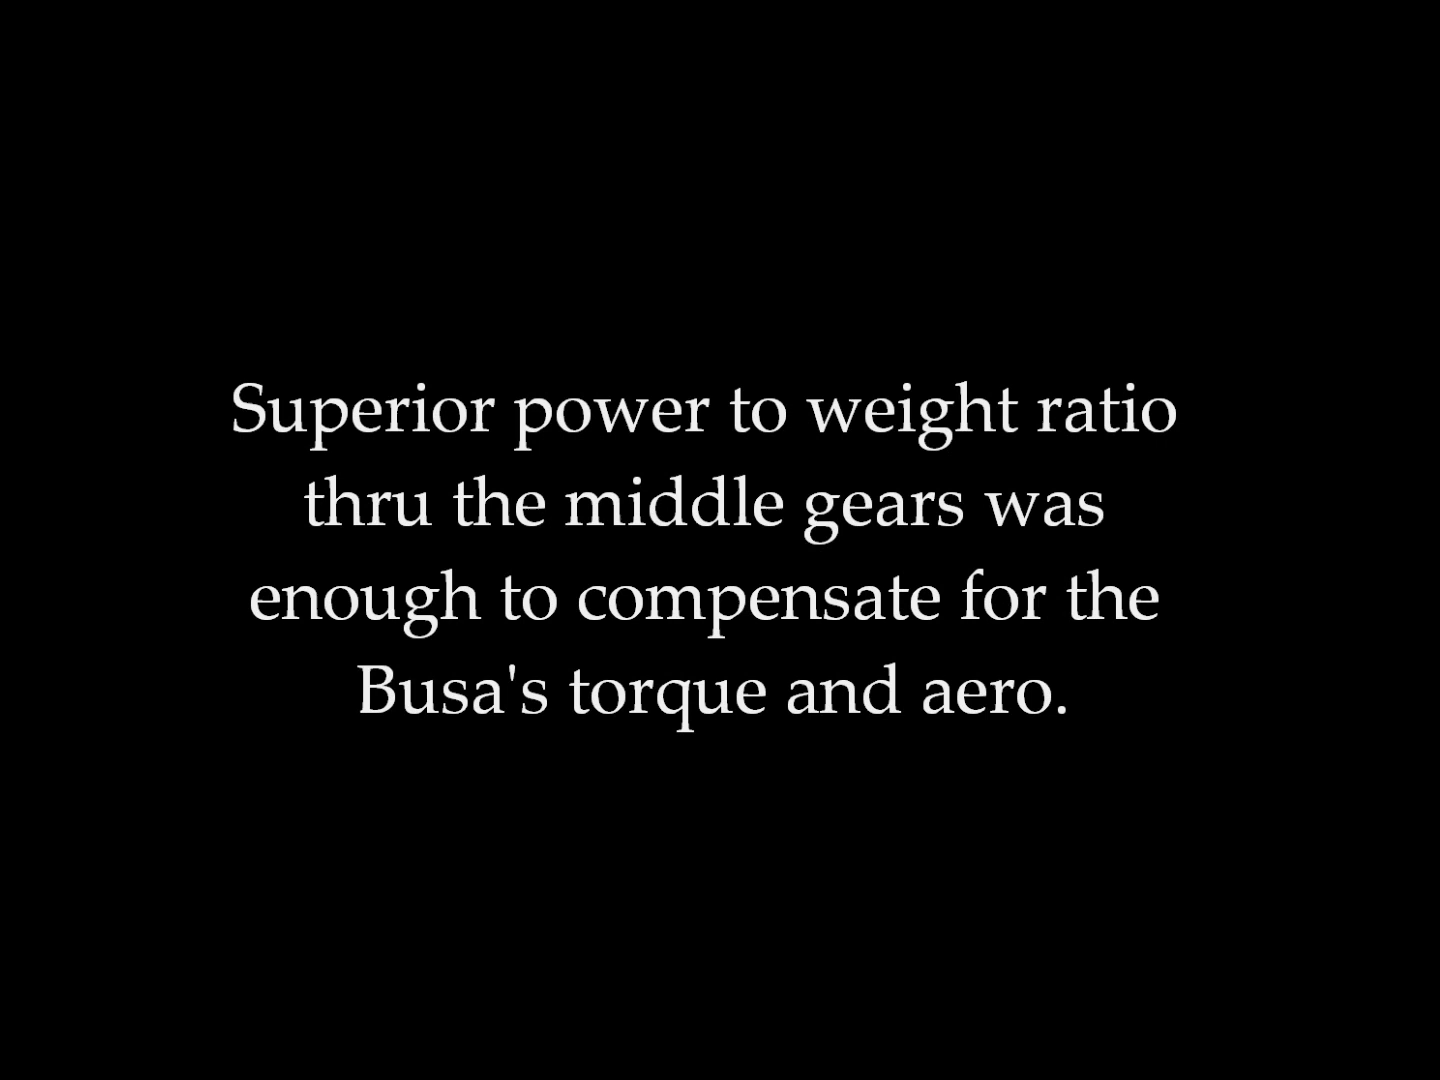 Superior power to weight ratio
thru the middle gears was
enough to compensate for the
Busa's torque and aero.